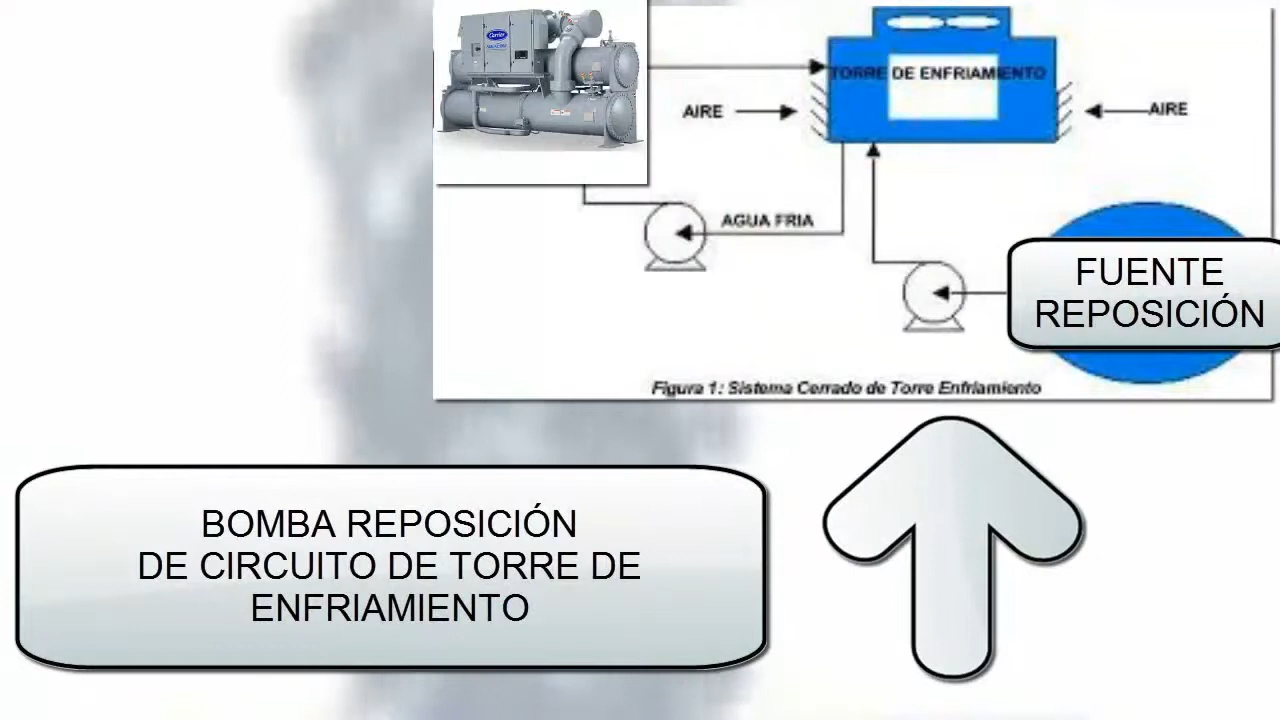 Carrier
TORRE DE ENFRIAMIENTO
AIRE
AIRE
AGUA FRIA
FUENTE
REPOSICIÓN
Figura 1: Sistema Cerrado de Torre Enfriamiento
BOMBA REPOSICIÓN
DE CIRCUITO DE TORRE DE
ENFRIAMIENTO